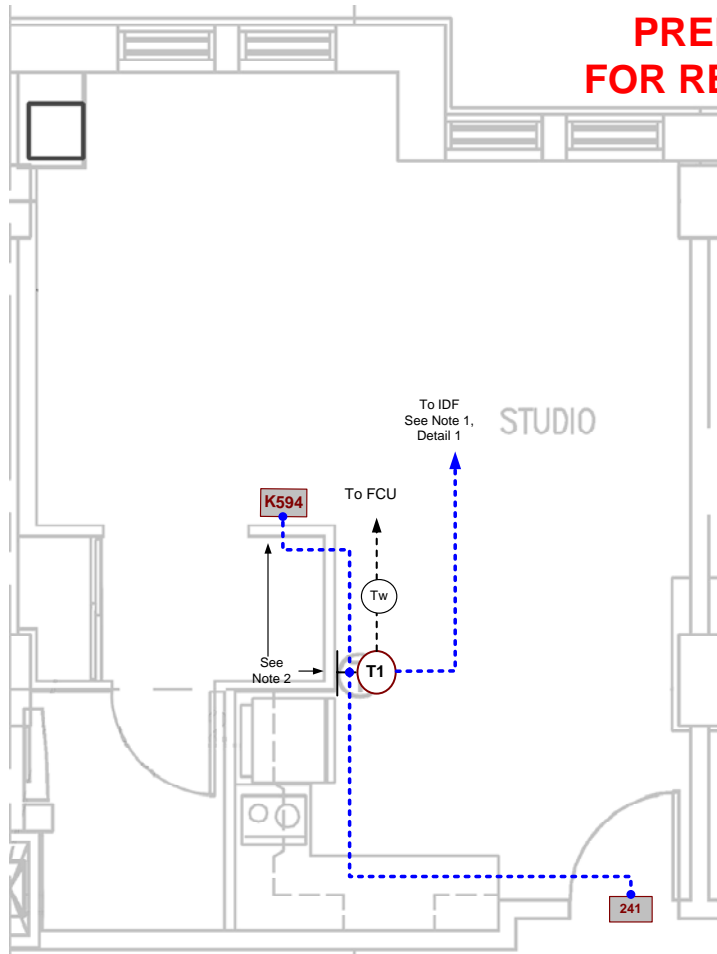 PREI
FOR RE
To IDF
See Note 1,
Detail 1
STUDIO
K594
To FCU
Tw
See
Note 2
T1
241